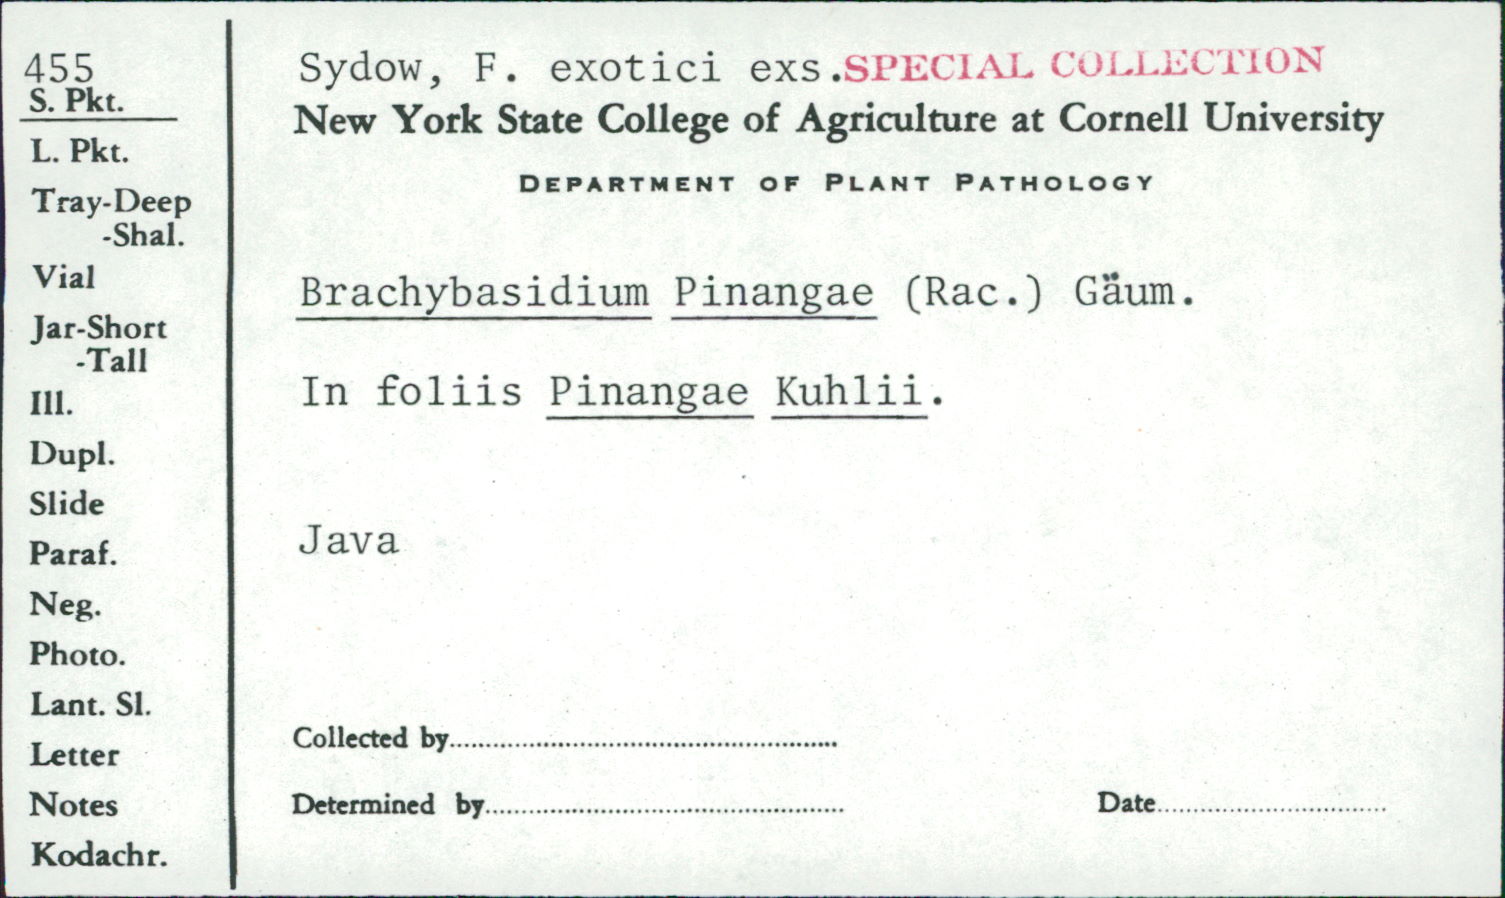 455
S. Pkt.
L. Pkt.
Tray-Deep
-Shal.
Vial
Jar-Short
-Tall
Ill.
Dupl.
Slide
Paraf.
Neg.
Photo.
Lant. Sl.
Letter
Notes
Kodachr.
Sydow, F. exotici exs. SPECIAL COLLECTION
New York State College of Agriculture at Cornell University
DEPARTMENT OF PLANT PATHOLOGY
Brachybasidium Pinangae (Rac.) Gäum.
In foliis Pinangae Kuhlii.
Java
Collected by
Determined by Date